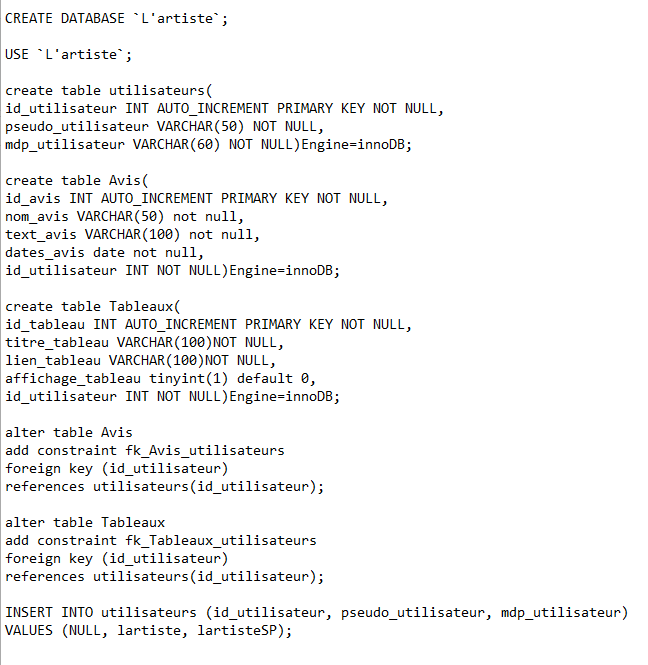 CREATE DATABASE `L'artiste`;
USE `L'artiste`;
create table utilisateurs(
id_utilisateur INT AUTO_INCREMENT PRIMARY KEY NOT NULL,
pseudo_utilisateur VARCHAR(50) NOT NULL,
mdp_utilisateur VARCHAR(60) NOT NULL)Engine=innoDB;
create table Avis(
id_avis INT AUTO_INCREMENT PRIMARY KEY NOT NULL,
nom_avis VARCHAR(50) not null,
text_avis VARCHAR(100) not null,
dates_avis date not null,
id_utilisateur INT NOT NULL)Engine=innoDB;
create table Tableaux(
id_tableau INT AUTO_INCREMENT PRIMARY KEY NOT NULL,
titre_tableau VARCHAR(100)NOT NULL,
lien_tableau VARCHAR(100)NOT NULL,
affichage_tableau tinyint(1) default 0,
id_utilisateur INT NOT NULL)Engine=innoDB;
alter table Avis
add constraint fk_Avis_utilisateurs
foreign key (id_utilisateur)
references utilisateurs(id_utilisateur);
alter table Tableaux
add constraint fk_Tableaux_utilisateurs
foreign key (id_utilisateur)
references utilisateurs(id_utilisateur);
INSERT INTO utilisateurs (id_utilisateur, pseudo_utilisateur, mdp_utilisateur)
VALUES (NULL, lartiste, lartisteSP);